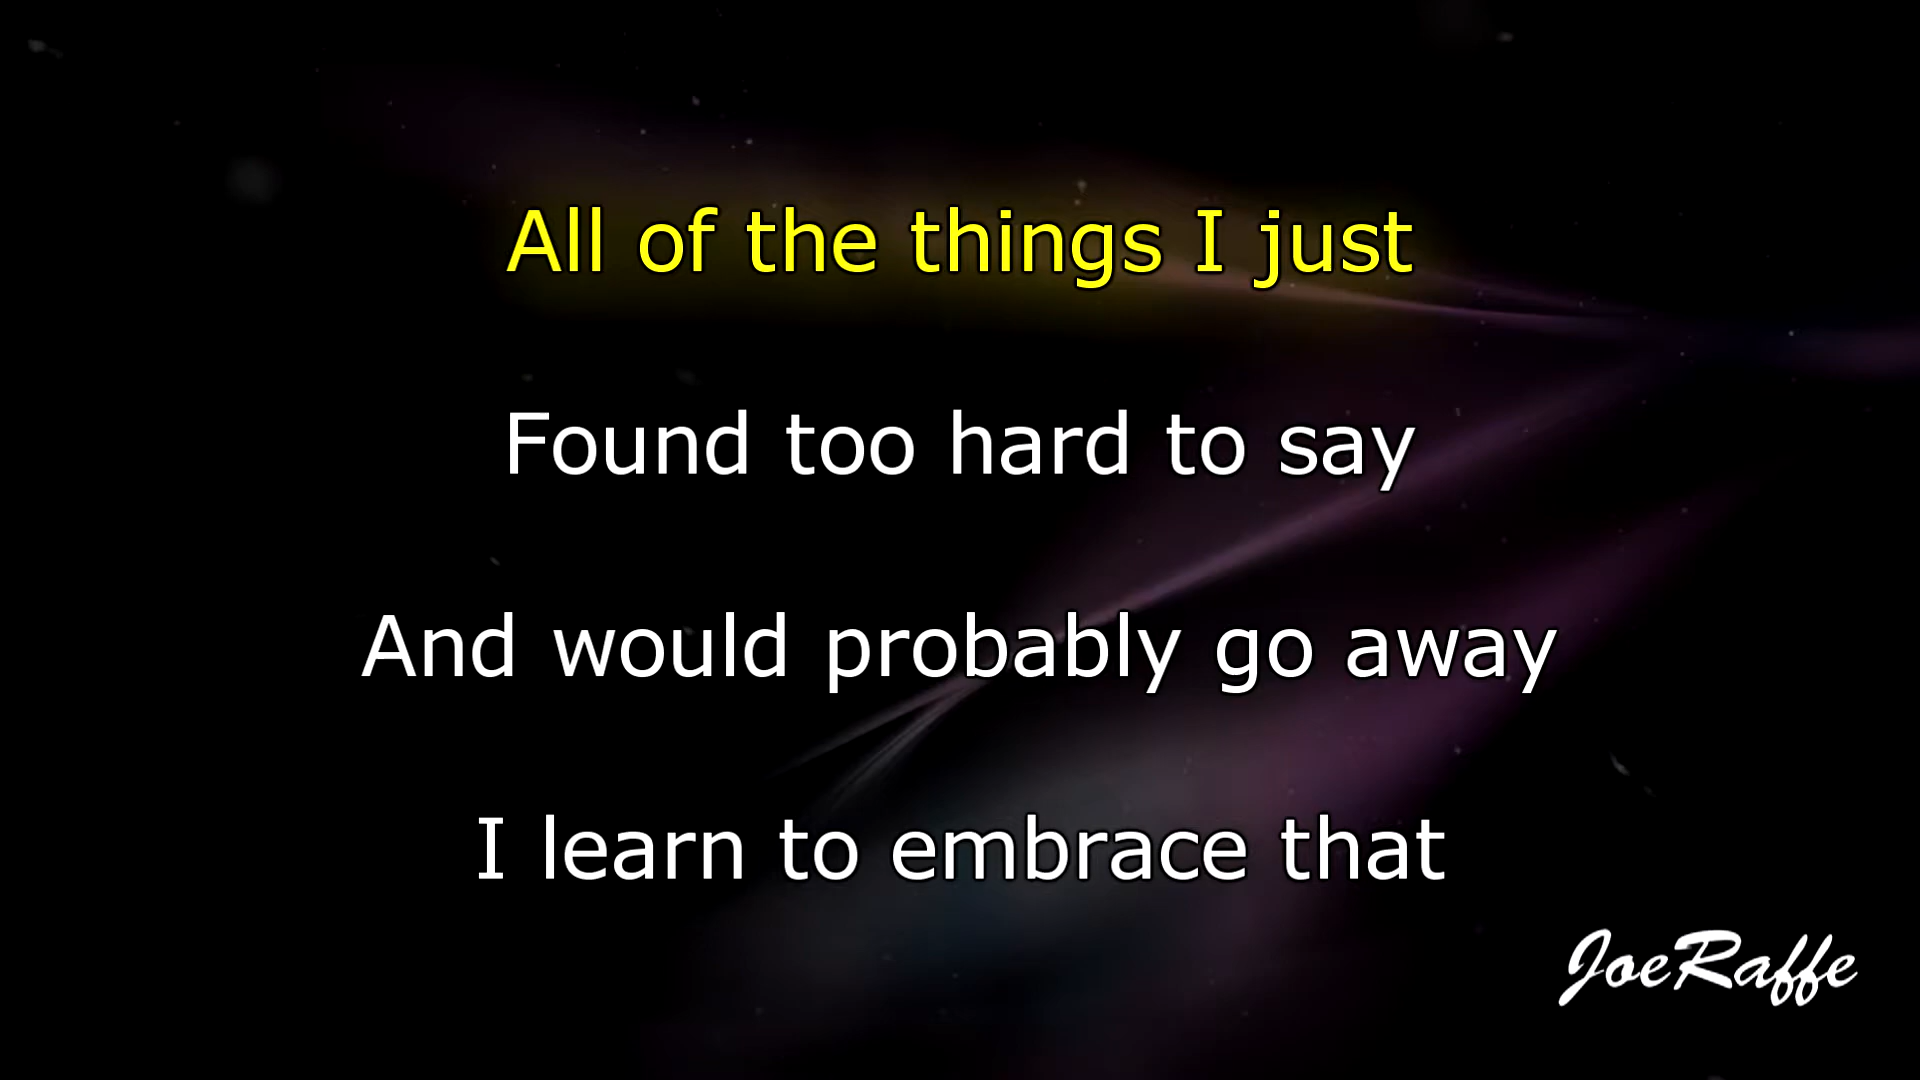 All of the things I just
Found too hard to say
And would probably go away
I learn to embrace that
JoeRaffe